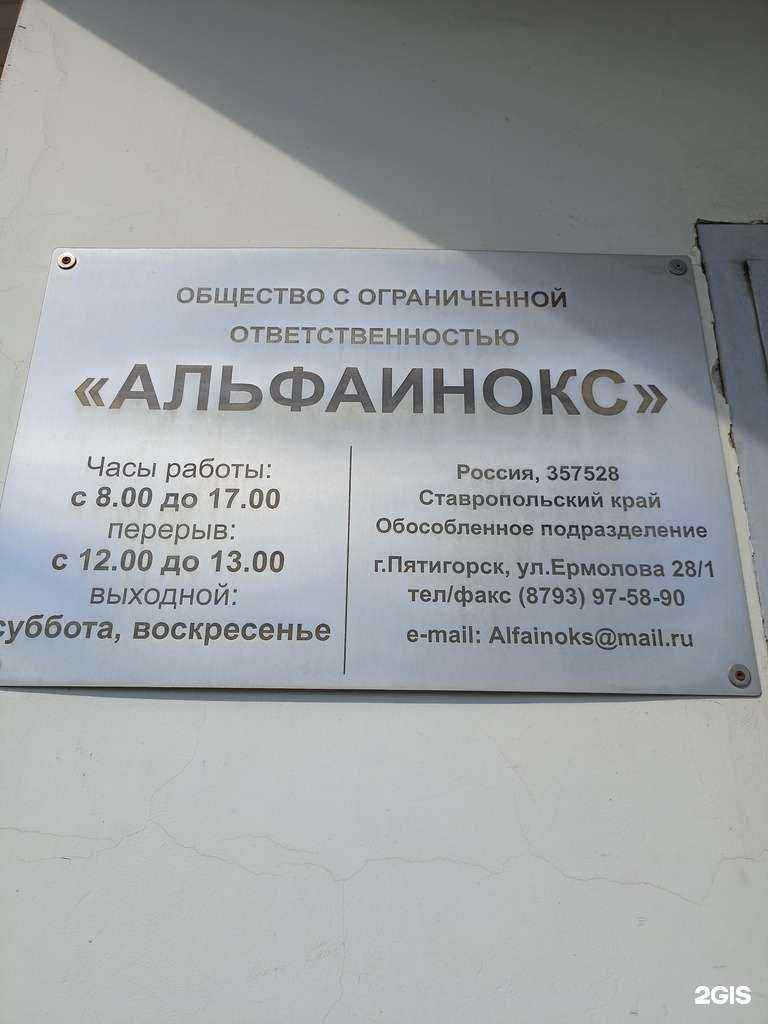 ОБЩЕСТВО С ОГРАНИЧЕННОЙ
ОТВЕТСТВЕННОСТЬЮ
«АЛЬФАИНОКС»
Часы работы:
с 8.00 до 17.00
перерыв:
с 12.00 до 13.00
выходной:
суббота, воскресенье
Россия, 357528
Ставропольский край
Обособленное подразделение
г.Пятигорск, ул.Ермолова 28/1
тел/факс (8793) 97-58-90
e-mail: Alfainoks@mail.ru
2GIS